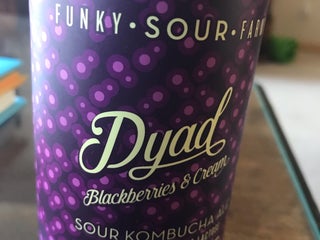 FUNKY • SOUR • FARM
Dyad
Blackberries & Cream
SOUR KOMBUCHA